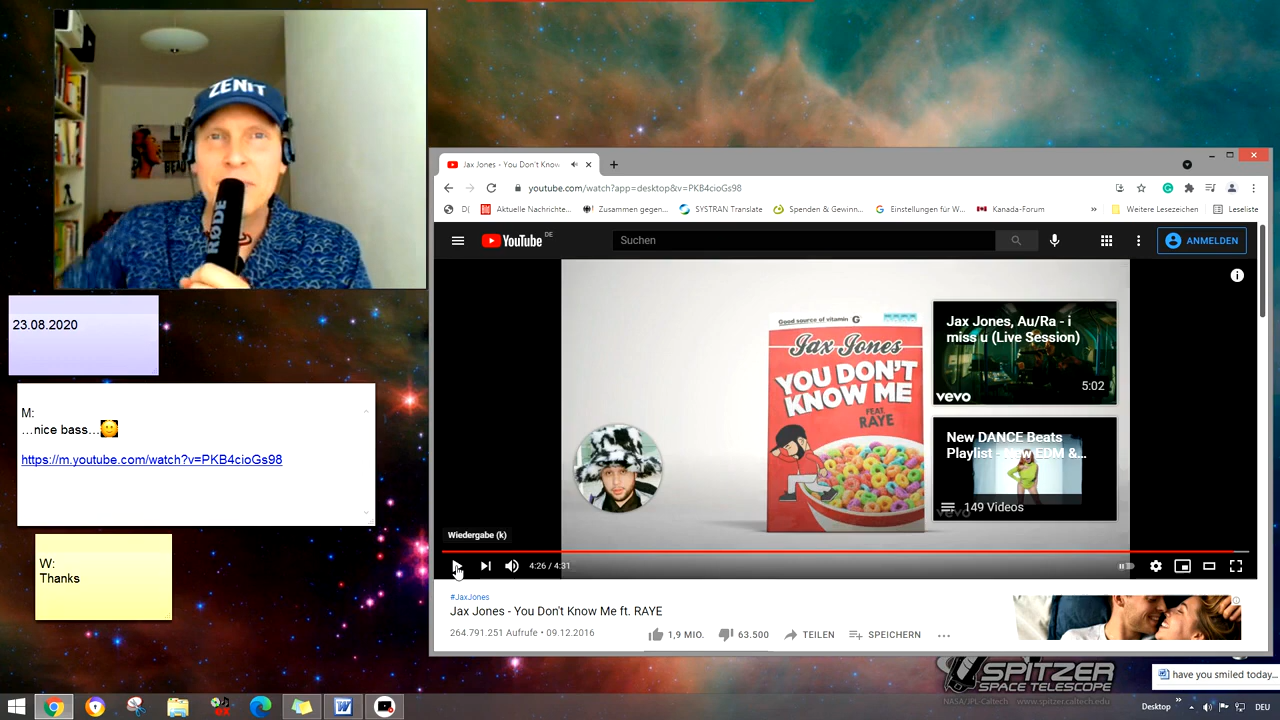 ZENIT
RØDE
23.08.2020
M:
...nice bass...
https://m.youtube.com/watch?v=PKB4cioGs98
W:
Thanks
Jax Jones - You Don't Know
youtube.com/watch?app=desktop&v=PKB4cioGs98
Aktuelle Nachrichte...
Zusammen gegen...
SYSTRAN Translate
Spenden & Gewinn...
Einstellungen für W...
Kanada-Forum
»
Weitere Lesezeichen
Leseliste
YouTube DE
Suchen
ANMELDEN
Good source of vitamin G
Jax Jones
YOU DON'T
KNOW ME
FEAT.
RAYE
Jax Jones, Au/Ra - i
miss u (Live Session)
5:02
vevo
New DANCE Beats
Playlist - New EDM &...
149 Videos
Wiedergabe (k)
4:26 / 4:31
#JaxJones
Jax Jones - You Don't Know Me ft. RAYE
264.791.251 Aufrufe • 09.12.2016
1,9 MIO.
63.500
TEILEN
SPEICHERN
SPITZER
SPACE TELESCOPE
NASA/JPL-Caltech www.spitzer.caltech.edu
have you smiled today...
Desktop
DEU